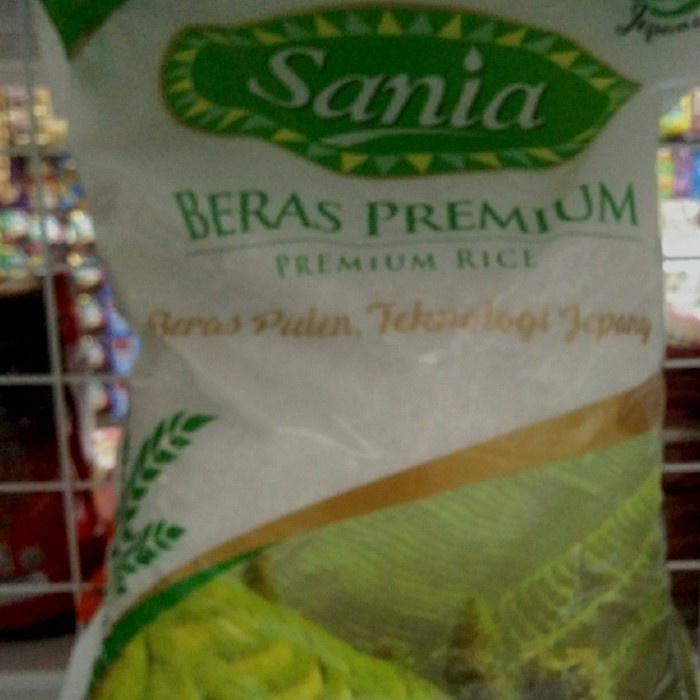 Sania
BERAS PREMIUM
PREMIUM RICE
Beras Pulen, Teknologi Jepang